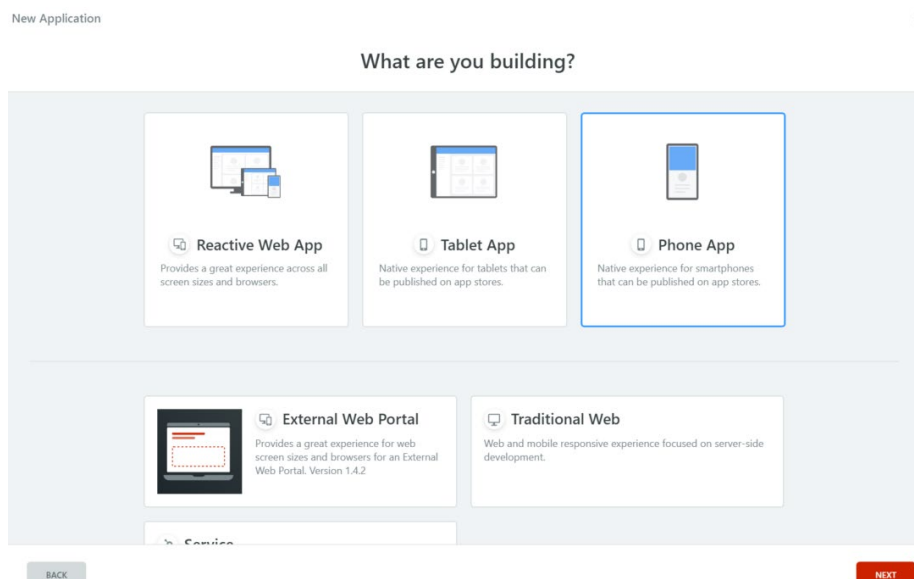 New Application
What are you building?
Reactive Web App
Provides a great experience across all
screen sizes and browsers.
Tablet App
Native experience for tablets that can
be published on app stores.
Phone App
Native experience for smartphones
that can be published on app stores.
External Web Portal
Provides a great experience for web
screen sizes and browsers for an External
Web Portal. Version 1.4.2
Traditional Web
Web and mobile responsive experience focused on server-side
development.
Service
BACK
NEXT